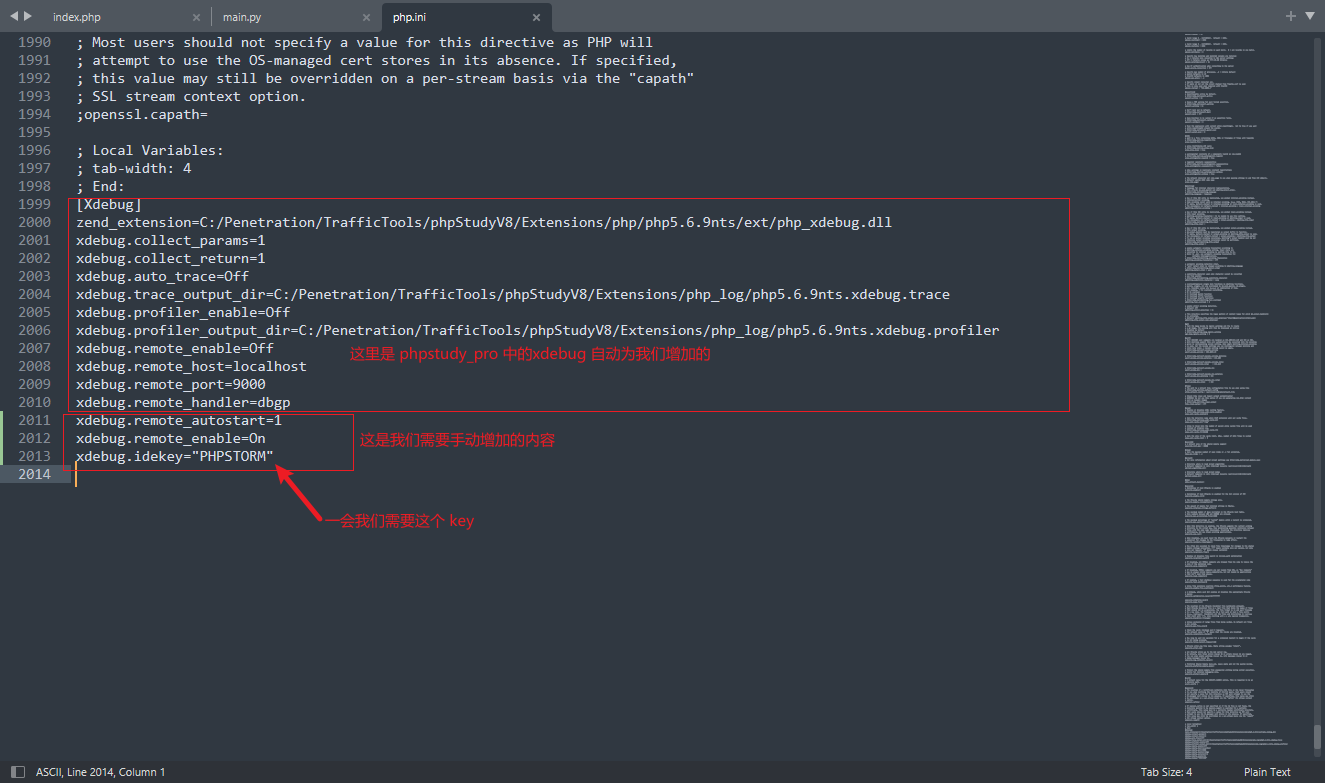 index.php
main.py
php.ini
1990 ; Most users should not specify a value for this directive as PHP will
1991 ; attempt to use the OS-managed cert stores in its absence. If specified,
1992 ; this value may still be overridden on a per-stream basis via the "capath"
1993 ; SSL stream context option.
1994 ;openssl.capath=
1995
1996 ; Local Variables:
1997 ; tab-width: 4
1998 ; End:
1999 [Xdebug]
2000 zend_extension=C:/Penetration/TrafficTools/phpStudyV8/Extensions/php/php5.6.9nts/ext/php_xdebug.dll
2001 xdebug.collect_params=1
2002 xdebug.collect_return=1
2003 xdebug.auto_trace=Off
2004 xdebug.trace_output_dir=C:/Penetration/TrafficTools/phpStudyV8/Extensions/php_log/php5.6.9nts.xdebug.trace
2005 xdebug.profiler_enable=Off
2006 xdebug.profiler_output_dir=C:/Penetration/TrafficTools/phpStudyV8/Extensions/php_log/php5.6.9nts.xdebug.profiler
2007 xdebug.remote_enable=Off
这里是 phpstudy_pro 中的xdebug 自动为我们增加的
2008 xdebug.remote_host=localhost
2009 xdebug.remote_port=9000
2010 xdebug.remote_handler=dbgp
2011 xdebug.remote_autostart=1
2012 xdebug.remote_enable=On
这是我们需要手动增加的内容
2013 xdebug.idekey="PHPSTORM"
2014
一会我们需要这个 key
ASCII, Line 2014, Column 1
Tab Size: 4
Plain Text